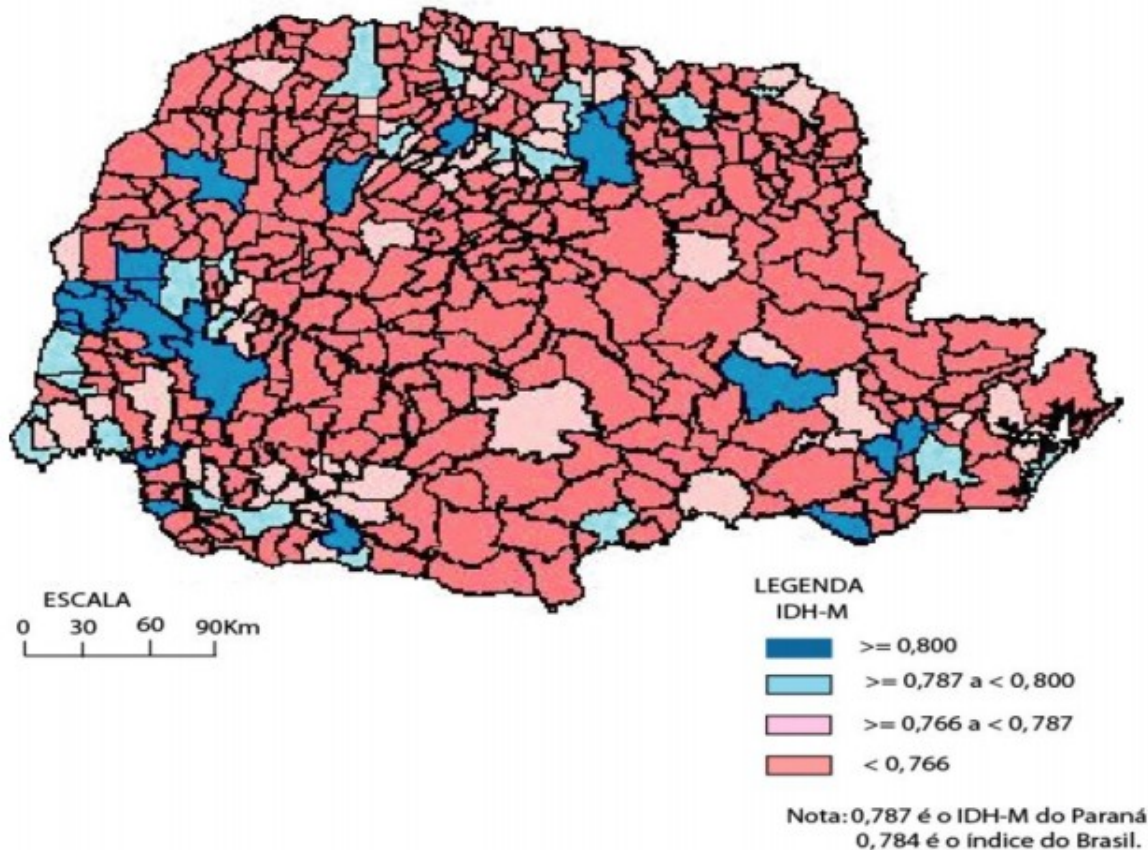 ESCALA
0 30 60 90Km
LEGENDA
IDH-M
>= 0,800
>= 0,787 a < 0,800
>= 0,766 a < 0,787
< 0,766
Nota: 0,787 é o IDH-M do Paraná
0,784 é o índice do Brasil.